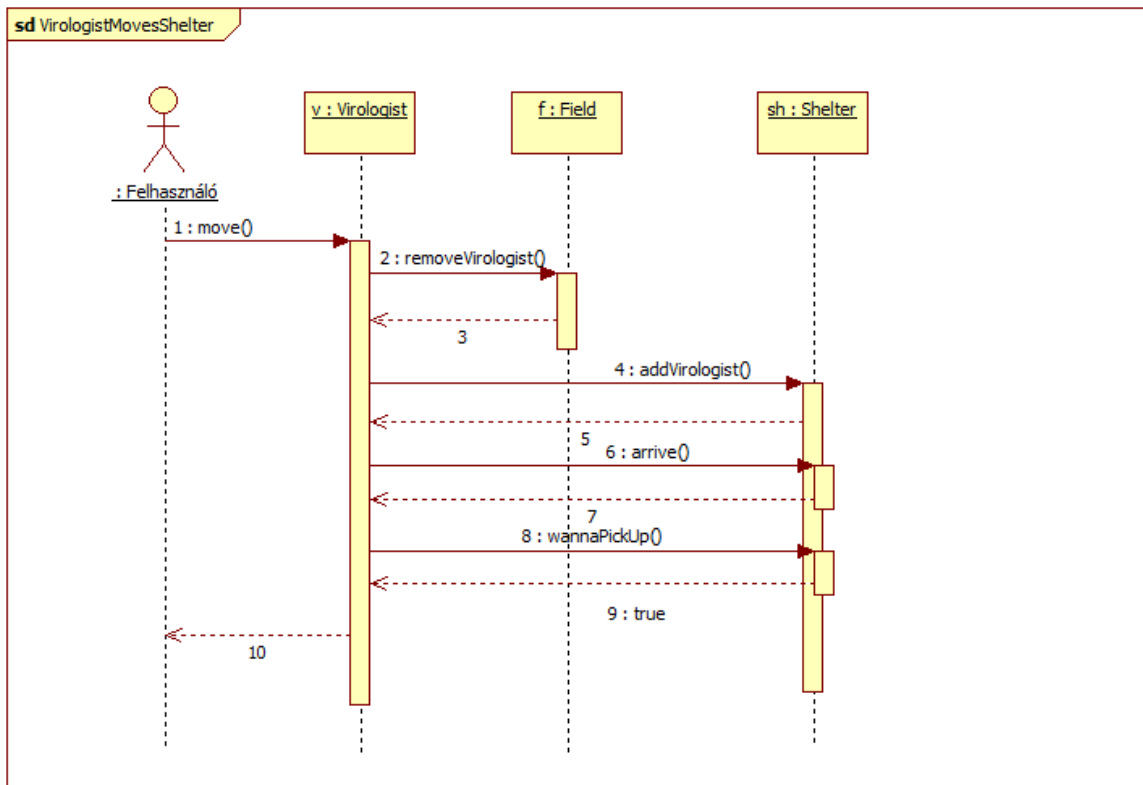 sd VirologistMovesShelter
: Felhasználó
v : Virologist
f : Field
sh : Shelter
1 : move()
2 : removeVirologist()
3
4 : addVirologist()
5
6 : arrive()
7
8 : wannaPickUp()
9 : true
10